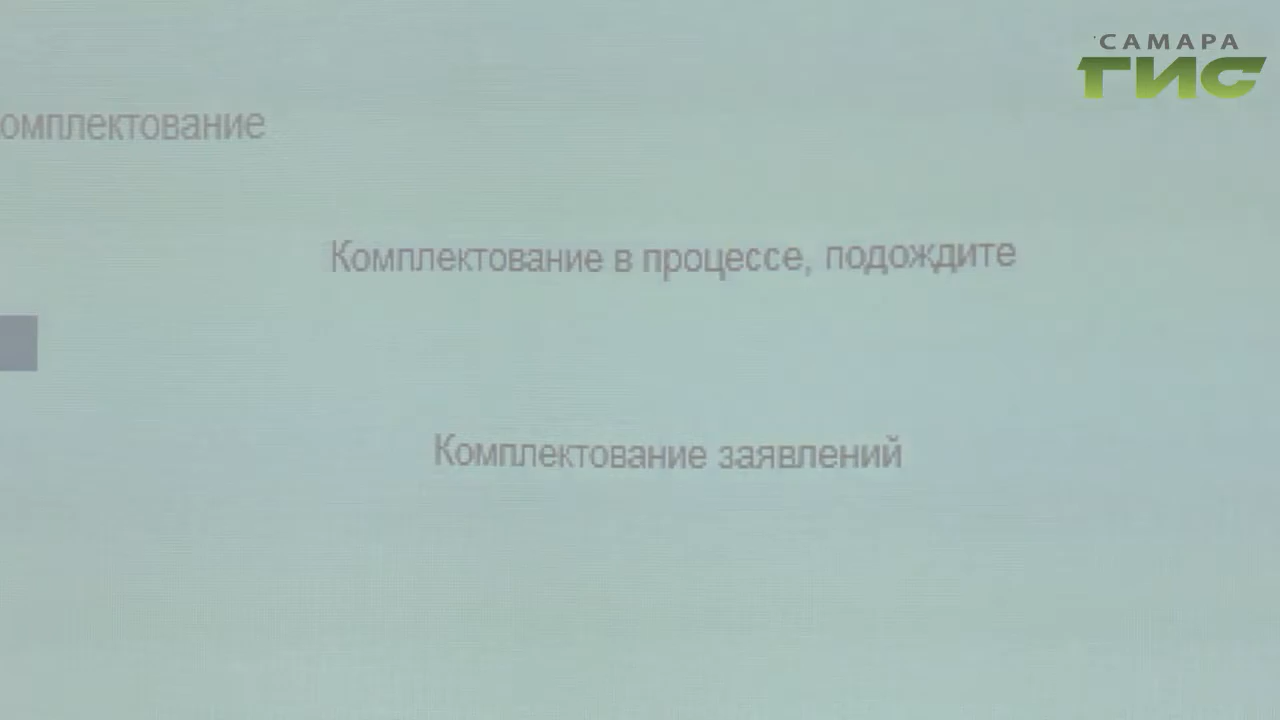 САМАРА
ГИС
омплектование
Комплектование в процессе, подождите
Комплектование заявлений